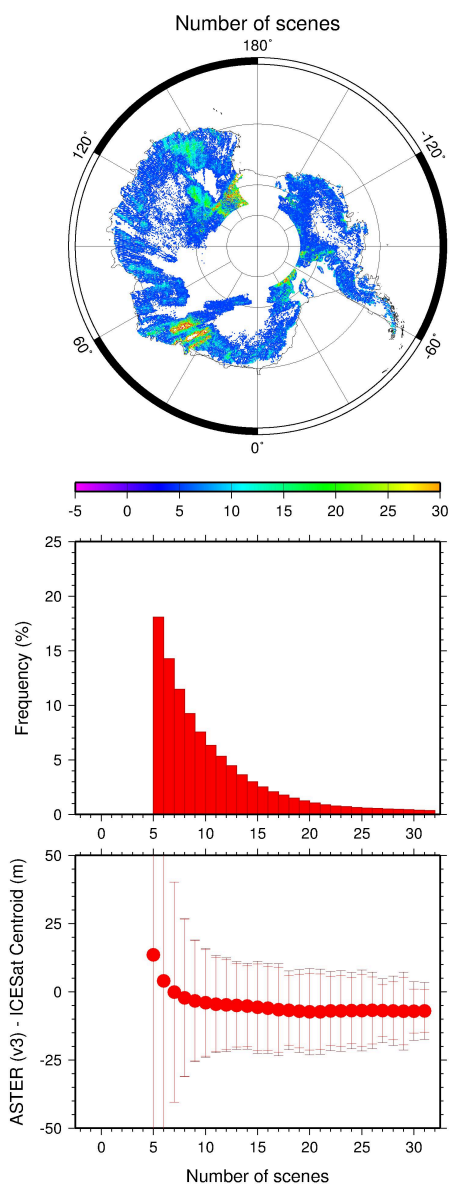 Number of scenes
180°
120° -120°
60° -60°
0°
-5 0 5 10 15 20 25 30
25
20
15
10
5
0
Frequency (%)
0 5 10 15 20 25 30
50
25
0
-25
-50
ASTER (v3) - ICESat Centroid (m)
0 5 10 15 20 25 30
Number of scenes